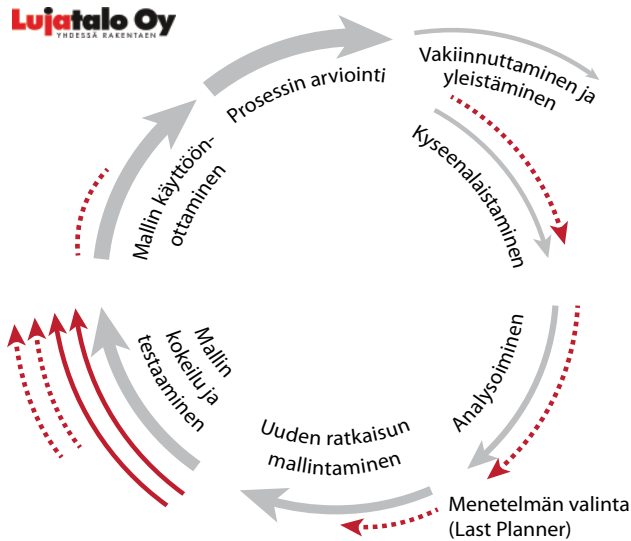 Lujatalo Oy
YHDESSÄ RAKENTAEN
Prosessin arviointi
Vakiinnuttaminen ja
yleistäminen
Kyseenalaistaminen
Analysoiminen
Menetelmän valinta
(Last Planner)
Uuden ratkaisun
mallintaminen
Mallin
kokeilu ja
testaaminen
Mallin käyttöön-
ottaminen